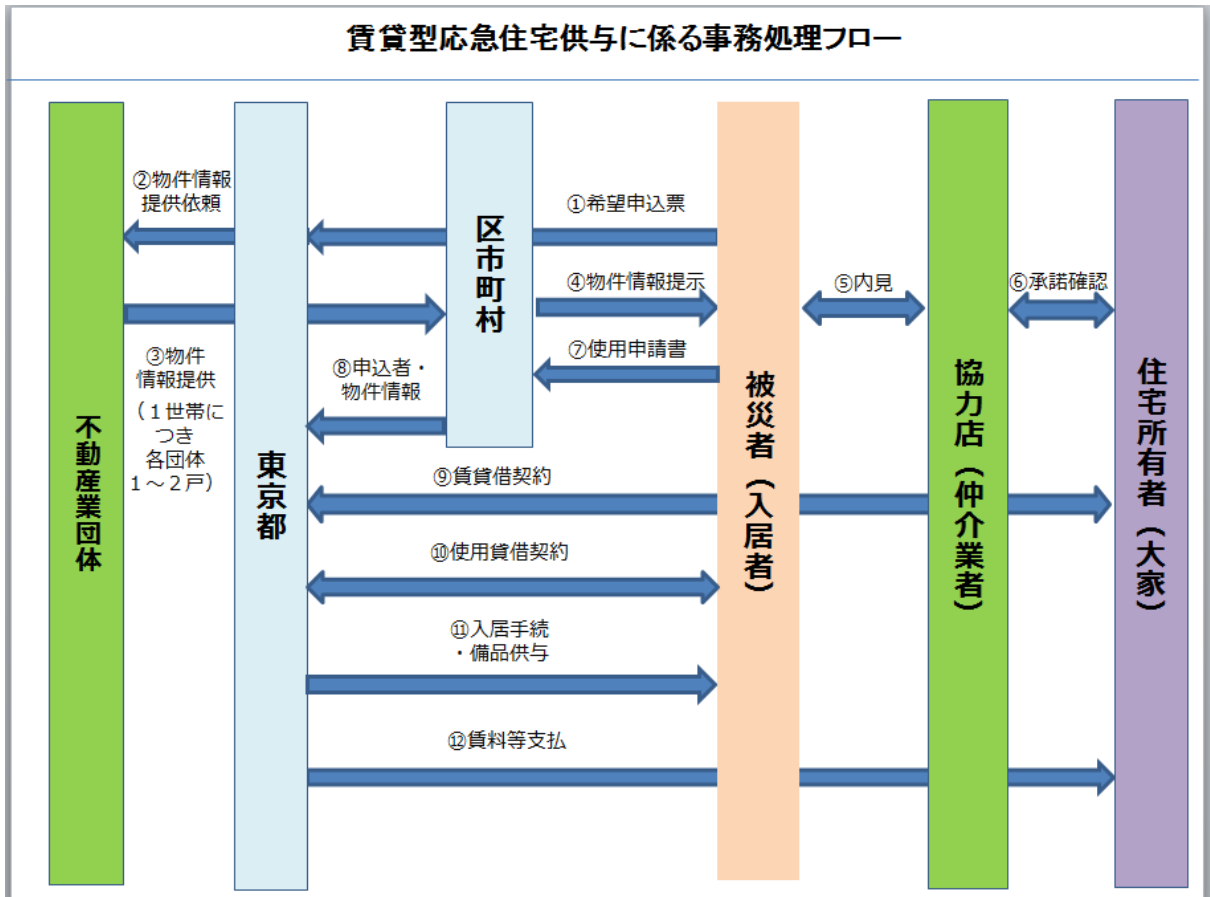 賃貸型応急住宅供与に係る事務処理フロー
②物件情報
提供依頼
①希望申込票
④物件情報提示
⑤内見
⑥承諾確認
③物件
情報提供
(１世帯に
つき
各団体
１～２戸)
⑦使用申請書
⑧申込者・
物件情報
⑨賃貸借契約
⑩使用貸借契約
⑪入居手続
・備品供与
⑫賃料等支払
不動産業団体
東京都
区市町村
被災者（入居者）
協力店（仲介業者）
住宅所有者（大家）